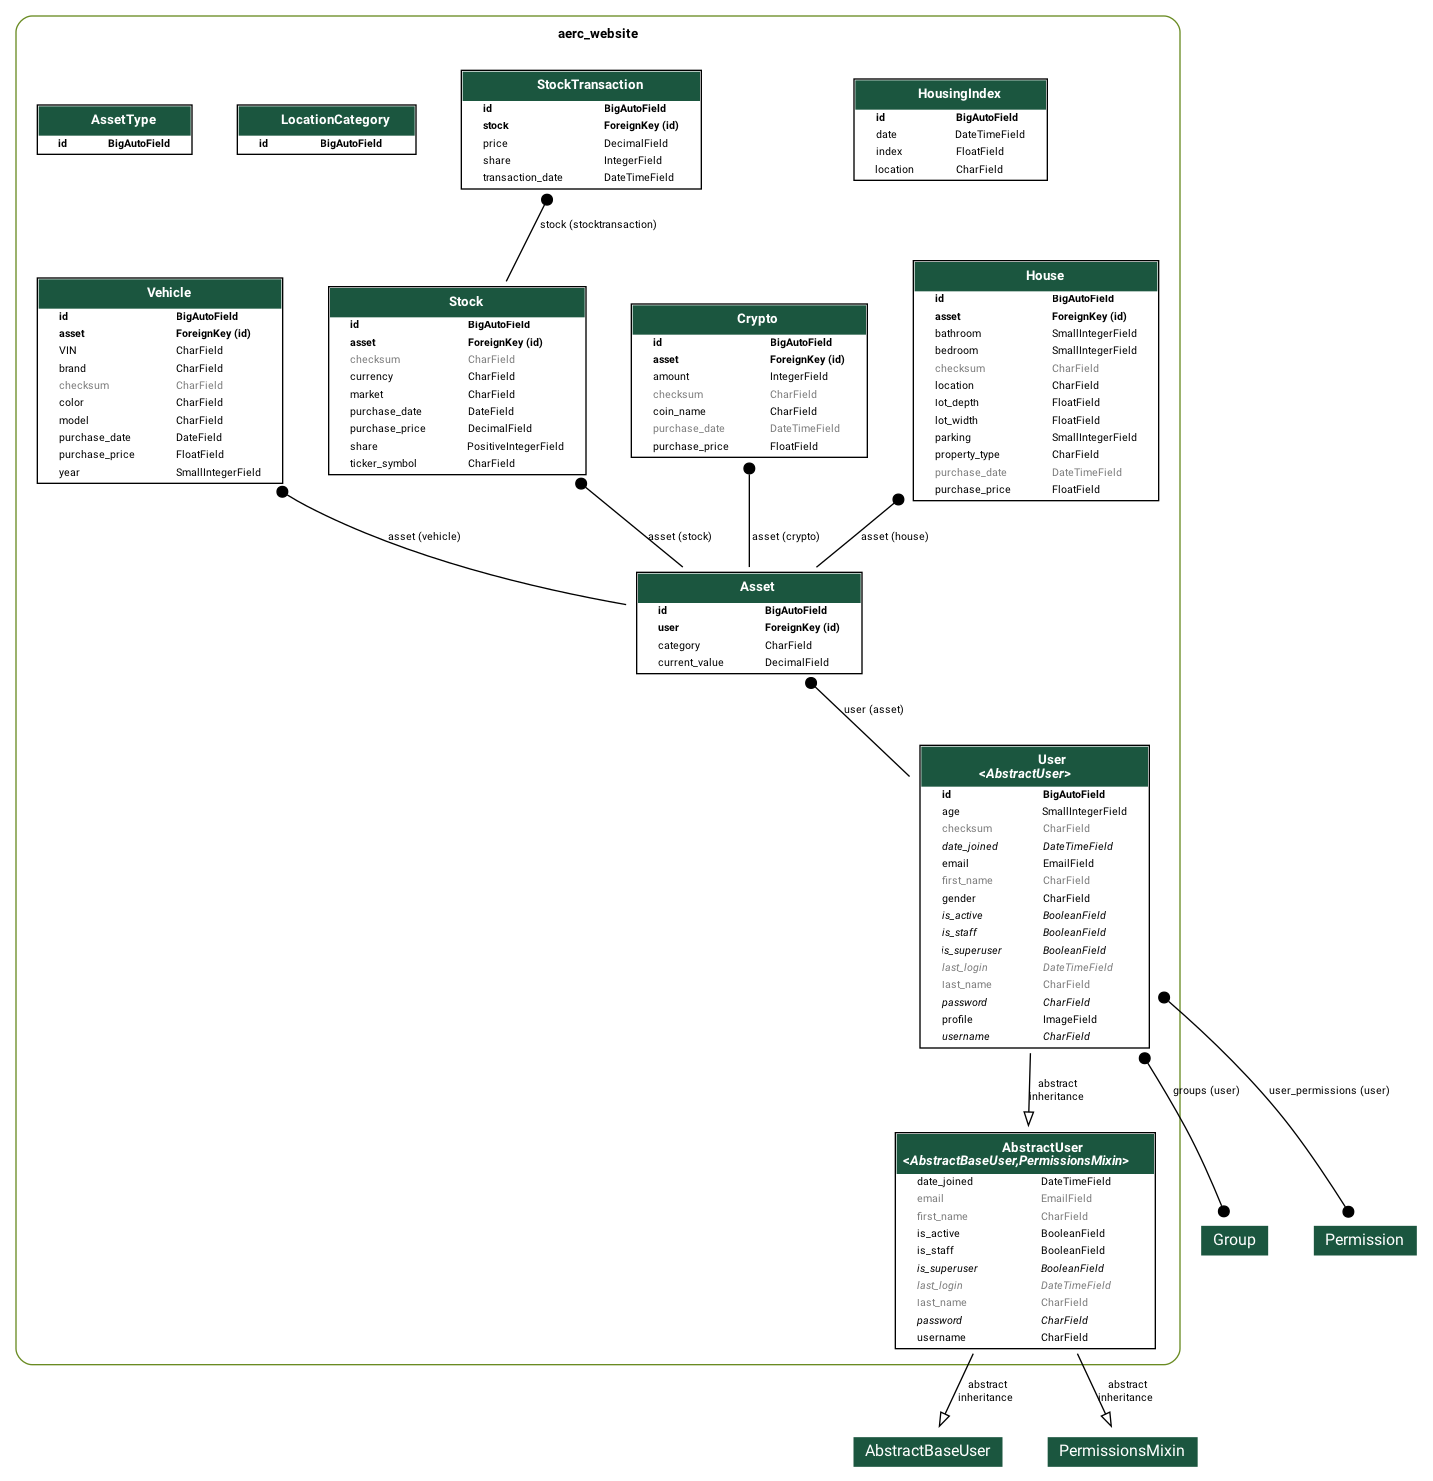 aerc_website
AssetType
id BigAutoField
LocationCategory
id BigAutoField
StockTransaction
id BigAutoField
stock ForeignKey (id)
price DecimalField
share IntegerField
transaction_date DateTimeField
HousingIndex
id BigAutoField
date DateTimeField
index FloatField
location CharField
stock (stocktransaction)
Vehicle
id BigAutoField
asset ForeignKey (id)
VIN CharField
brand CharField
checksum CharField
color CharField
model CharField
purchase_date DateField
purchase_price FloatField
year SmallIntegerField
Stock
id BigAutoField
asset ForeignKey (id)
checksum CharField
currency CharField
market CharField
purchase_date DateField
purchase_price DecimalField
share PositiveIntegerField
ticker_symbol CharField
Crypto
id BigAutoField
asset ForeignKey (id)
amount IntegerField
checksum CharField
coin_name CharField
purchase_date DateTimeField
purchase_price FloatField
House
id BigAutoField
asset ForeignKey (id)
bathroom SmallIntegerField
bedroom SmallIntegerField
checksum CharField
location CharField
lot_depth FloatField
lot_width FloatField
parking SmallIntegerField
property_type CharField
purchase_date DateTimeField
purchase_price FloatField
asset (vehicle)
asset (stock)
asset (crypto)
asset (house)
Asset
id BigAutoField
user ForeignKey (id)
category CharField
current_value DecimalField
user (asset)
User
<AbstractUser>
id BigAutoField
age SmallIntegerField
checksum CharField
date_joined DateTimeField
email EmailField
first_name CharField
gender CharField
is_active BooleanField
is_staff BooleanField
is_superuser BooleanField
last_login DateTimeField
last_name CharField
password CharField
profile ImageField
username CharField
abstract
inheritance
groups (user)
user_permissions (user)
AbstractUser
<AbstractBaseUser,PermissionsMixin>
date_joined DateTimeField
email EmailField
first_name CharField
is_active BooleanField
is_staff BooleanField
is_superuser BooleanField
last_login DateTimeField
last_name CharField
password CharField
username CharField
Group
Permission
abstract
inheritance
abstract
inheritance
AbstractBaseUser
PermissionsMixin